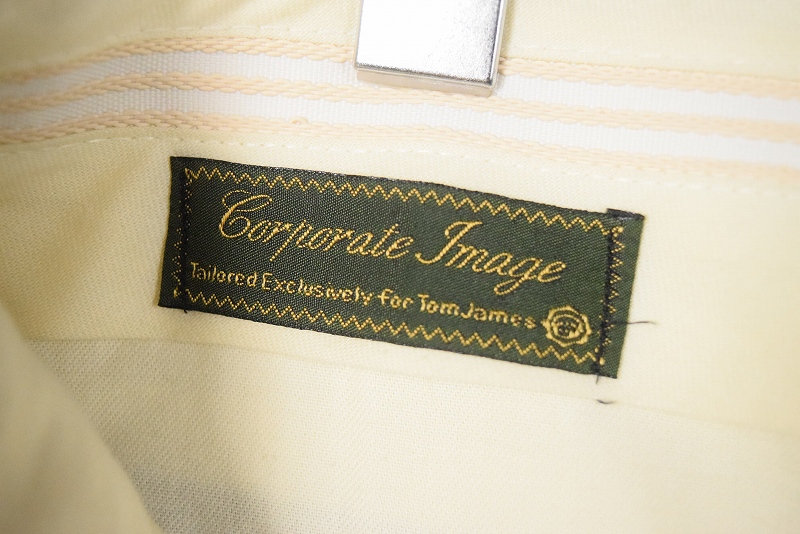 Corporate Image
Tailored Exclusively for Tom James